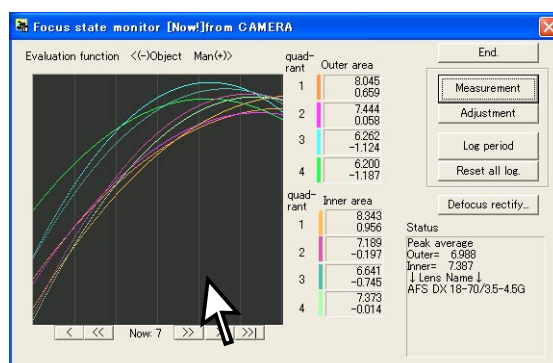 Focus state monitor [Now!]from CAMERA
Evaluation function <(-)Object Man(+)>
quad-
rant
Outer area
1
8.045
0.659
2
7.444
0.058
3
6.262
-1.124
4
6.200
-1.187
quad-
rant
Inner area
1
8.343
0.956
2
7.189
-0.197
3
6.641
-0.745
4
7.373
-0.014
< << Now: 7 >> > >>|
End.
Measurement
Adjustment
Log period
Reset all log.
Defocus rectify...
Status
Peak average
Outer= 6.988
Inner= 7.387
↓Lens Name↓
AFS DX 18-70/3.5-4.5G